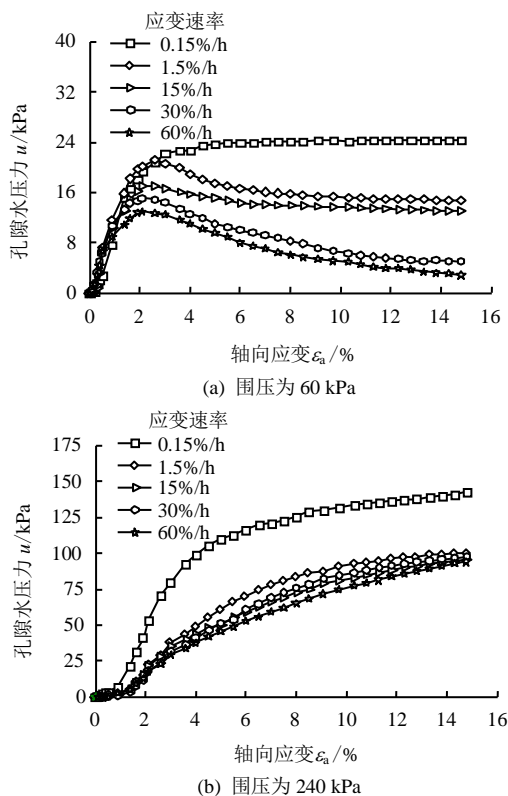 应变速率
0.15%/h
1.5%/h
15%/h
30%/h
60%/h
40
32
24
16
8
0
孔隙水压力 u/kPa
0 2 4 6 8 10 12 14 16
轴向应变εa/%
(a) 围压为 60 kPa
应变速率
0.15%/h
1.5%/h
15%/h
30%/h
60%/h
175
150
125
100
75
50
25
0
孔隙水压力 u/kPa
0 2 4 6 8 10 12 14 16
轴向应变εa/%
(b) 围压为 240 kPa